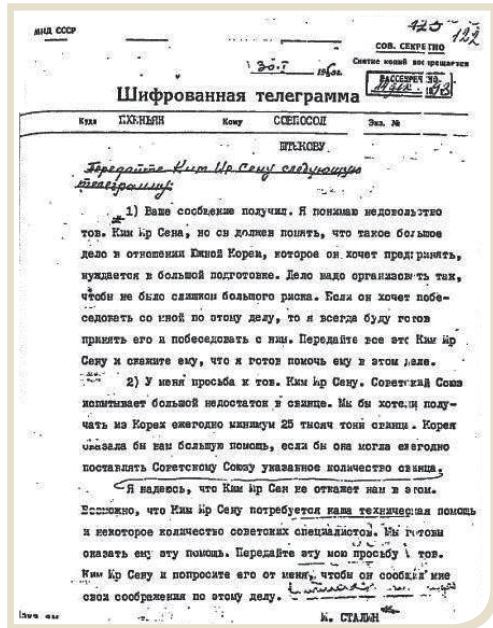 МИД СССР
122
СОВ. СЕКРЕТНО
Снятие копий воспрещается
30.I
РАССЕКРЕЧЕНО
Шифрованная телеграмма
Куда ПХЕНЬЯН Кому СОВПОСОЛ Экз. №
ШТЫКОВУ.
Передайте Ким Ир Сену следующую
телеграмму:
1) Ваше сообщение получил. Я понимаю недовольство
тов. Ким Ир Сена, но он должен понять, что такое большое
дело в отношении Южной Кореи, которое он хочет предпринять,
нуждается в большой подготовке. Дело надо организовать так,
чтобы не было слишком большого риска. Если он хочет побе-
седовать со мной по этому делу, то я всегда буду готов
принять его и побеседовать с ним. Передайте все это Ким Ир
Сену и скажите ему, что я готов помочь ему в этом деле.
2) У меня просьба к тов. Ким Ир Сену. Советский Союз
испытывает большой недостаток в свинце. Мы бы хотели полу-
чать из Кореи ежегодно минимум 25 тысяч тонн свинца. Корея
оказала бы нам большую помощь, если бы она могла ежегодно
поставлять Советскому Союзу указанное количество свинца.
Я надеюсь, что Ким Ир Сен не откажет нам в этом.
Возможно, что Ким Ир Сену потребуется наша техническая помощь
и некоторое количество советских специалистов. Мы готовы
оказать ему эту помощь. Передайте эту мою просьбу тов.
Ким Ир Сену и попросите его от меня, чтобы он сообщил мне
свои соображения по этому делу.
И. СТАЛИН